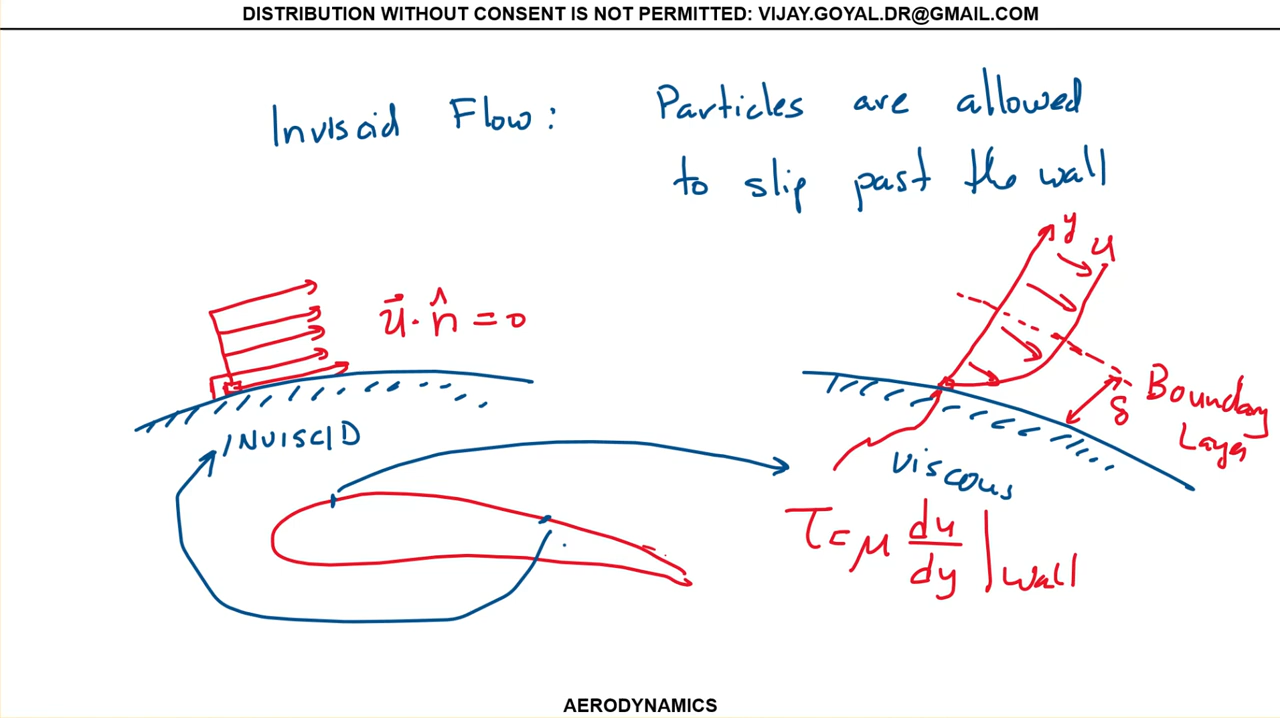 DISTRIBUTION WITHOUT CONSENT IS NOT PERMITTED: VIJAY.GOYAL.DR@GMAIL.COM
Inviscid Flow: Particles are allowed
to slip past the wall
y
u
u⃗ · n̂ = 0
Boundary
δ
Layer
INVISCID
viscous
τ = μ du/dy | wall
AERODYNAMICS